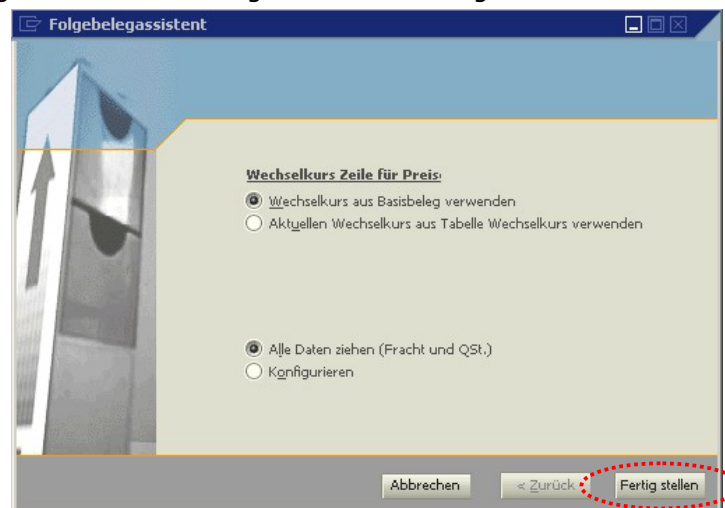 Folgebelegassistent
Wechselkurs Zeile für Preis
Wechselkurs aus Basisbeleg verwenden
Aktuellen Wechselkurs aus Tabelle Wechselkurs verwenden
Alle Daten ziehen (Fracht und QSt.)
Konfigurieren
Abbrechen
< Zurück
Fertig stellen